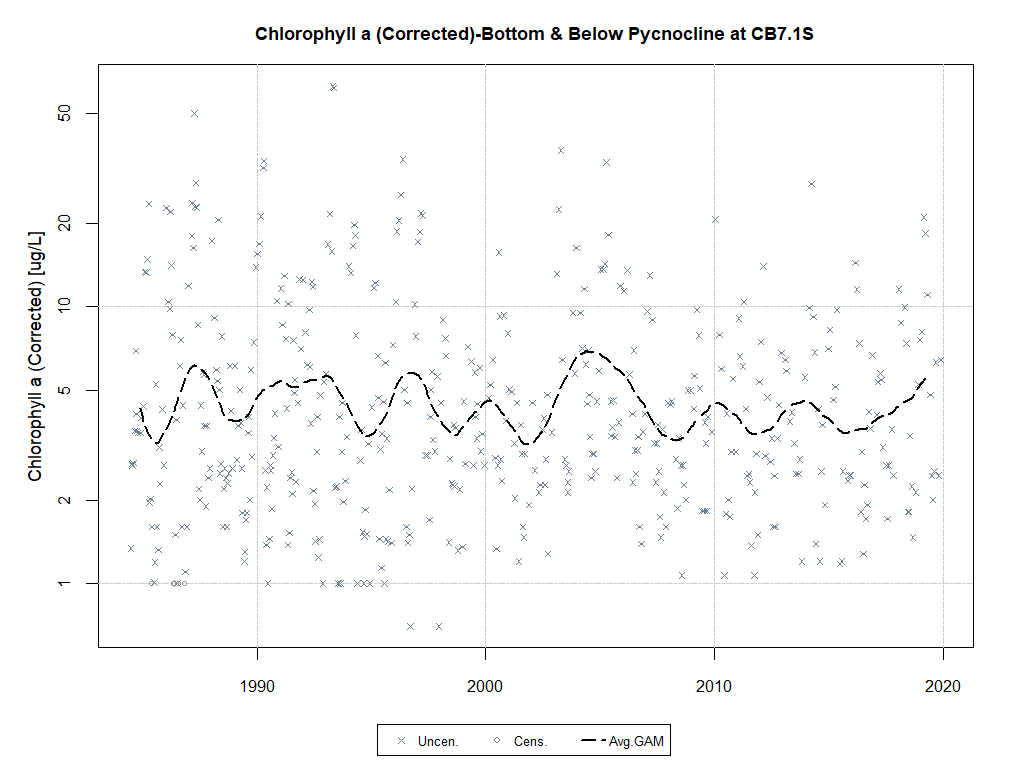 Chlorophyll a (Corrected)-Bottom & Below Pycnocline at CB7.1S
Chlorophyll a (Corrected) [ug/L]
50
20
10
5
2
1
1990 2000 2010 2020
Uncen. Cens. Avg.GAM